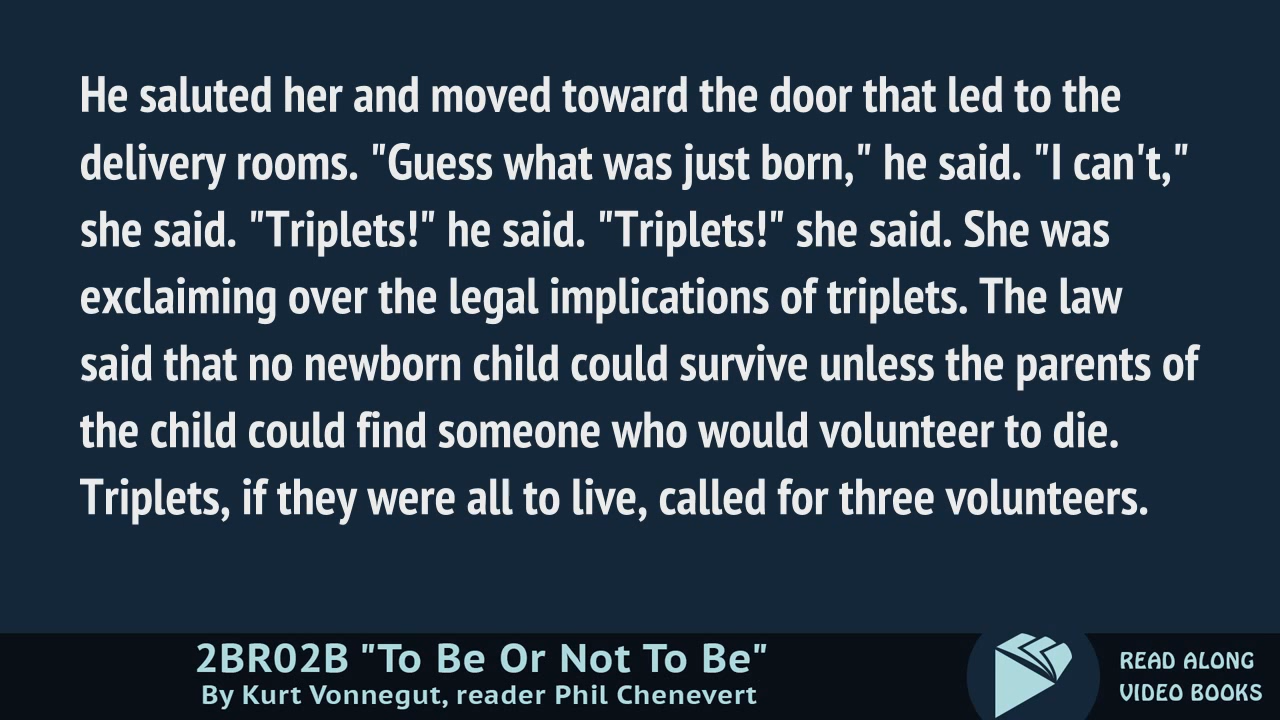 He saluted her and moved toward the door that led to the
delivery rooms. "Guess what was just born," he said. "I can't,"
she said. "Triplets!" he said. "Triplets!" she said. She was
exclaiming over the legal implications of triplets. The law
said that no newborn child could survive unless the parents of
the child could find someone who would volunteer to die.
Triplets, if they were all to live, called for three volunteers.
2BR02B "To Be Or Not To Be"
By Kurt Vonnegut, reader Phil Chenevert
READ ALONG
VIDEO BOOKS